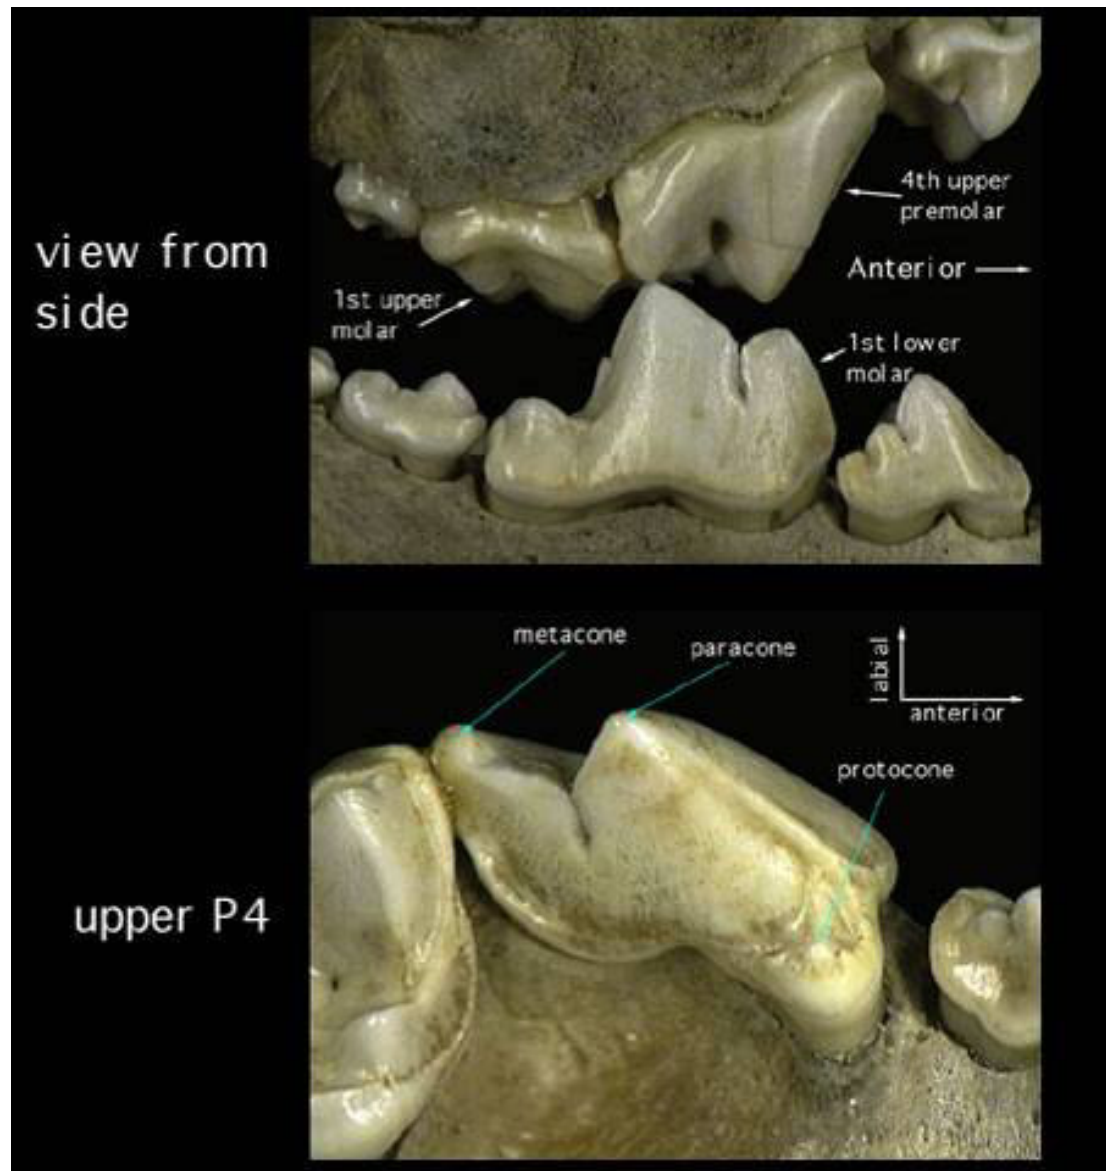 view from
side
4th upper
premolar
Anterior
1st upper
molar
1st lower
molar
metacone
paracone
labial
anterior
protocone
upper P4